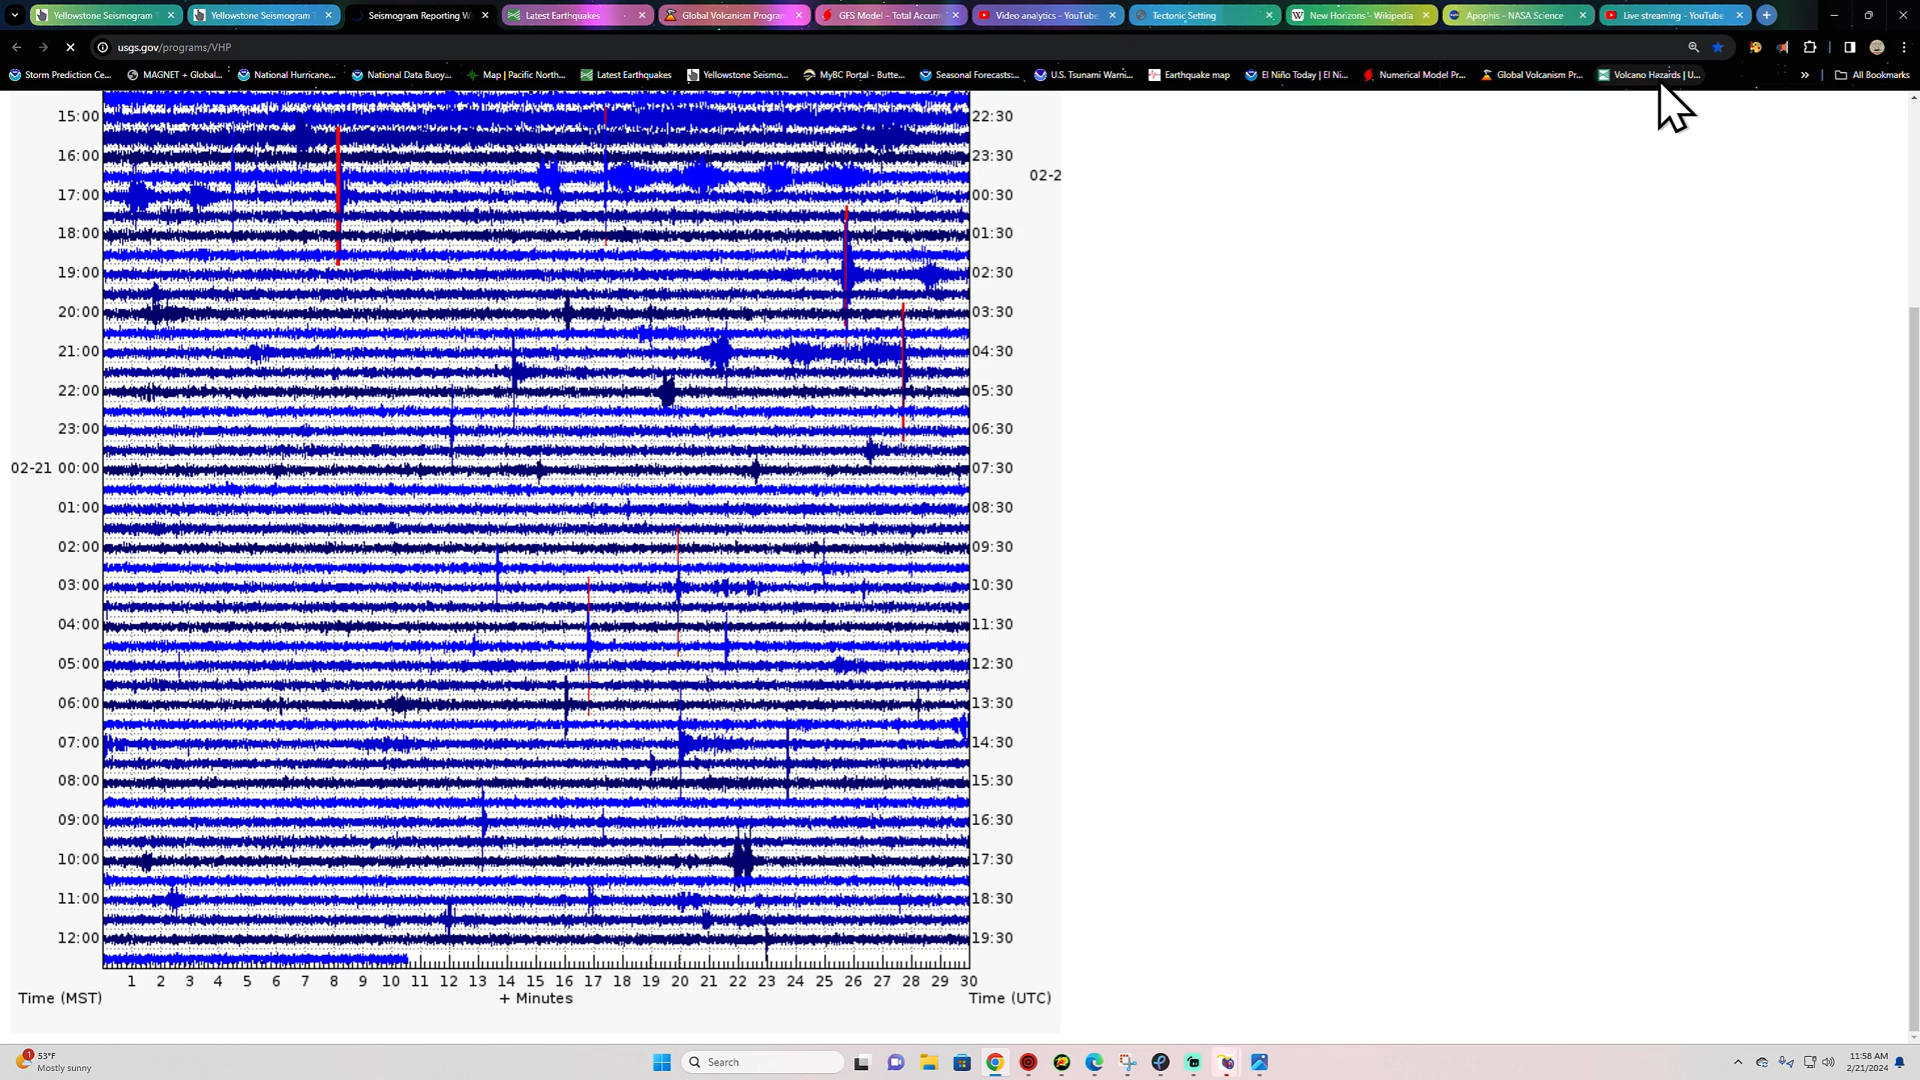 Yellowstone Seismogram T
Yellowstone Seismogram T
Seismogram Reporting W
Latest Earthquakes
Global Volcanism Program
GFS Model – Total Accum
Video analytics - YouTube
Tectonic Setting
New Horizons - Wikipedia
Apophis - NASA Science
Live streaming - YouTube
usgs.gov/programs/VHP
Storm Prediction Ce...
MAGNET + Global...
National Hurricane...
National Data Buoy...
Map | Pacific North...
Latest Earthquakes
Yellowstone Seismo...
MyBC Portal - Butte...
Seasonal Forecasts:...
U.S. Tsunami Warni...
Earthquake map
El Niño Today | El Ni...
Numerical Model Pr...
Global Volcanism Pr...
Volcano Hazards | U...
All Bookmarks
15:00 22:30
16:00 23:30
02-2
17:00 00:30
18:00 01:30
19:00 02:30
20:00 03:30
21:00 04:30
22:00 05:30
23:00 06:30
02-21 00:00 07:30
01:00 08:30
02:00 09:30
03:00 10:30
04:00 11:30
05:00 12:30
06:00 13:30
07:00 14:30
08:00 15:30
09:00 16:30
10:00 17:30
11:00 18:30
12:00 19:30
1 2 3 4 5 6 7 8 9 10 11 12 13 14 15 16 17 18 19 20 21 22 23 24 25 26 27 28 29 30
Time (MST) + Minutes Time (UTC)
1
53°F
Mostly sunny
Search
11:58 AM
2/21/2024